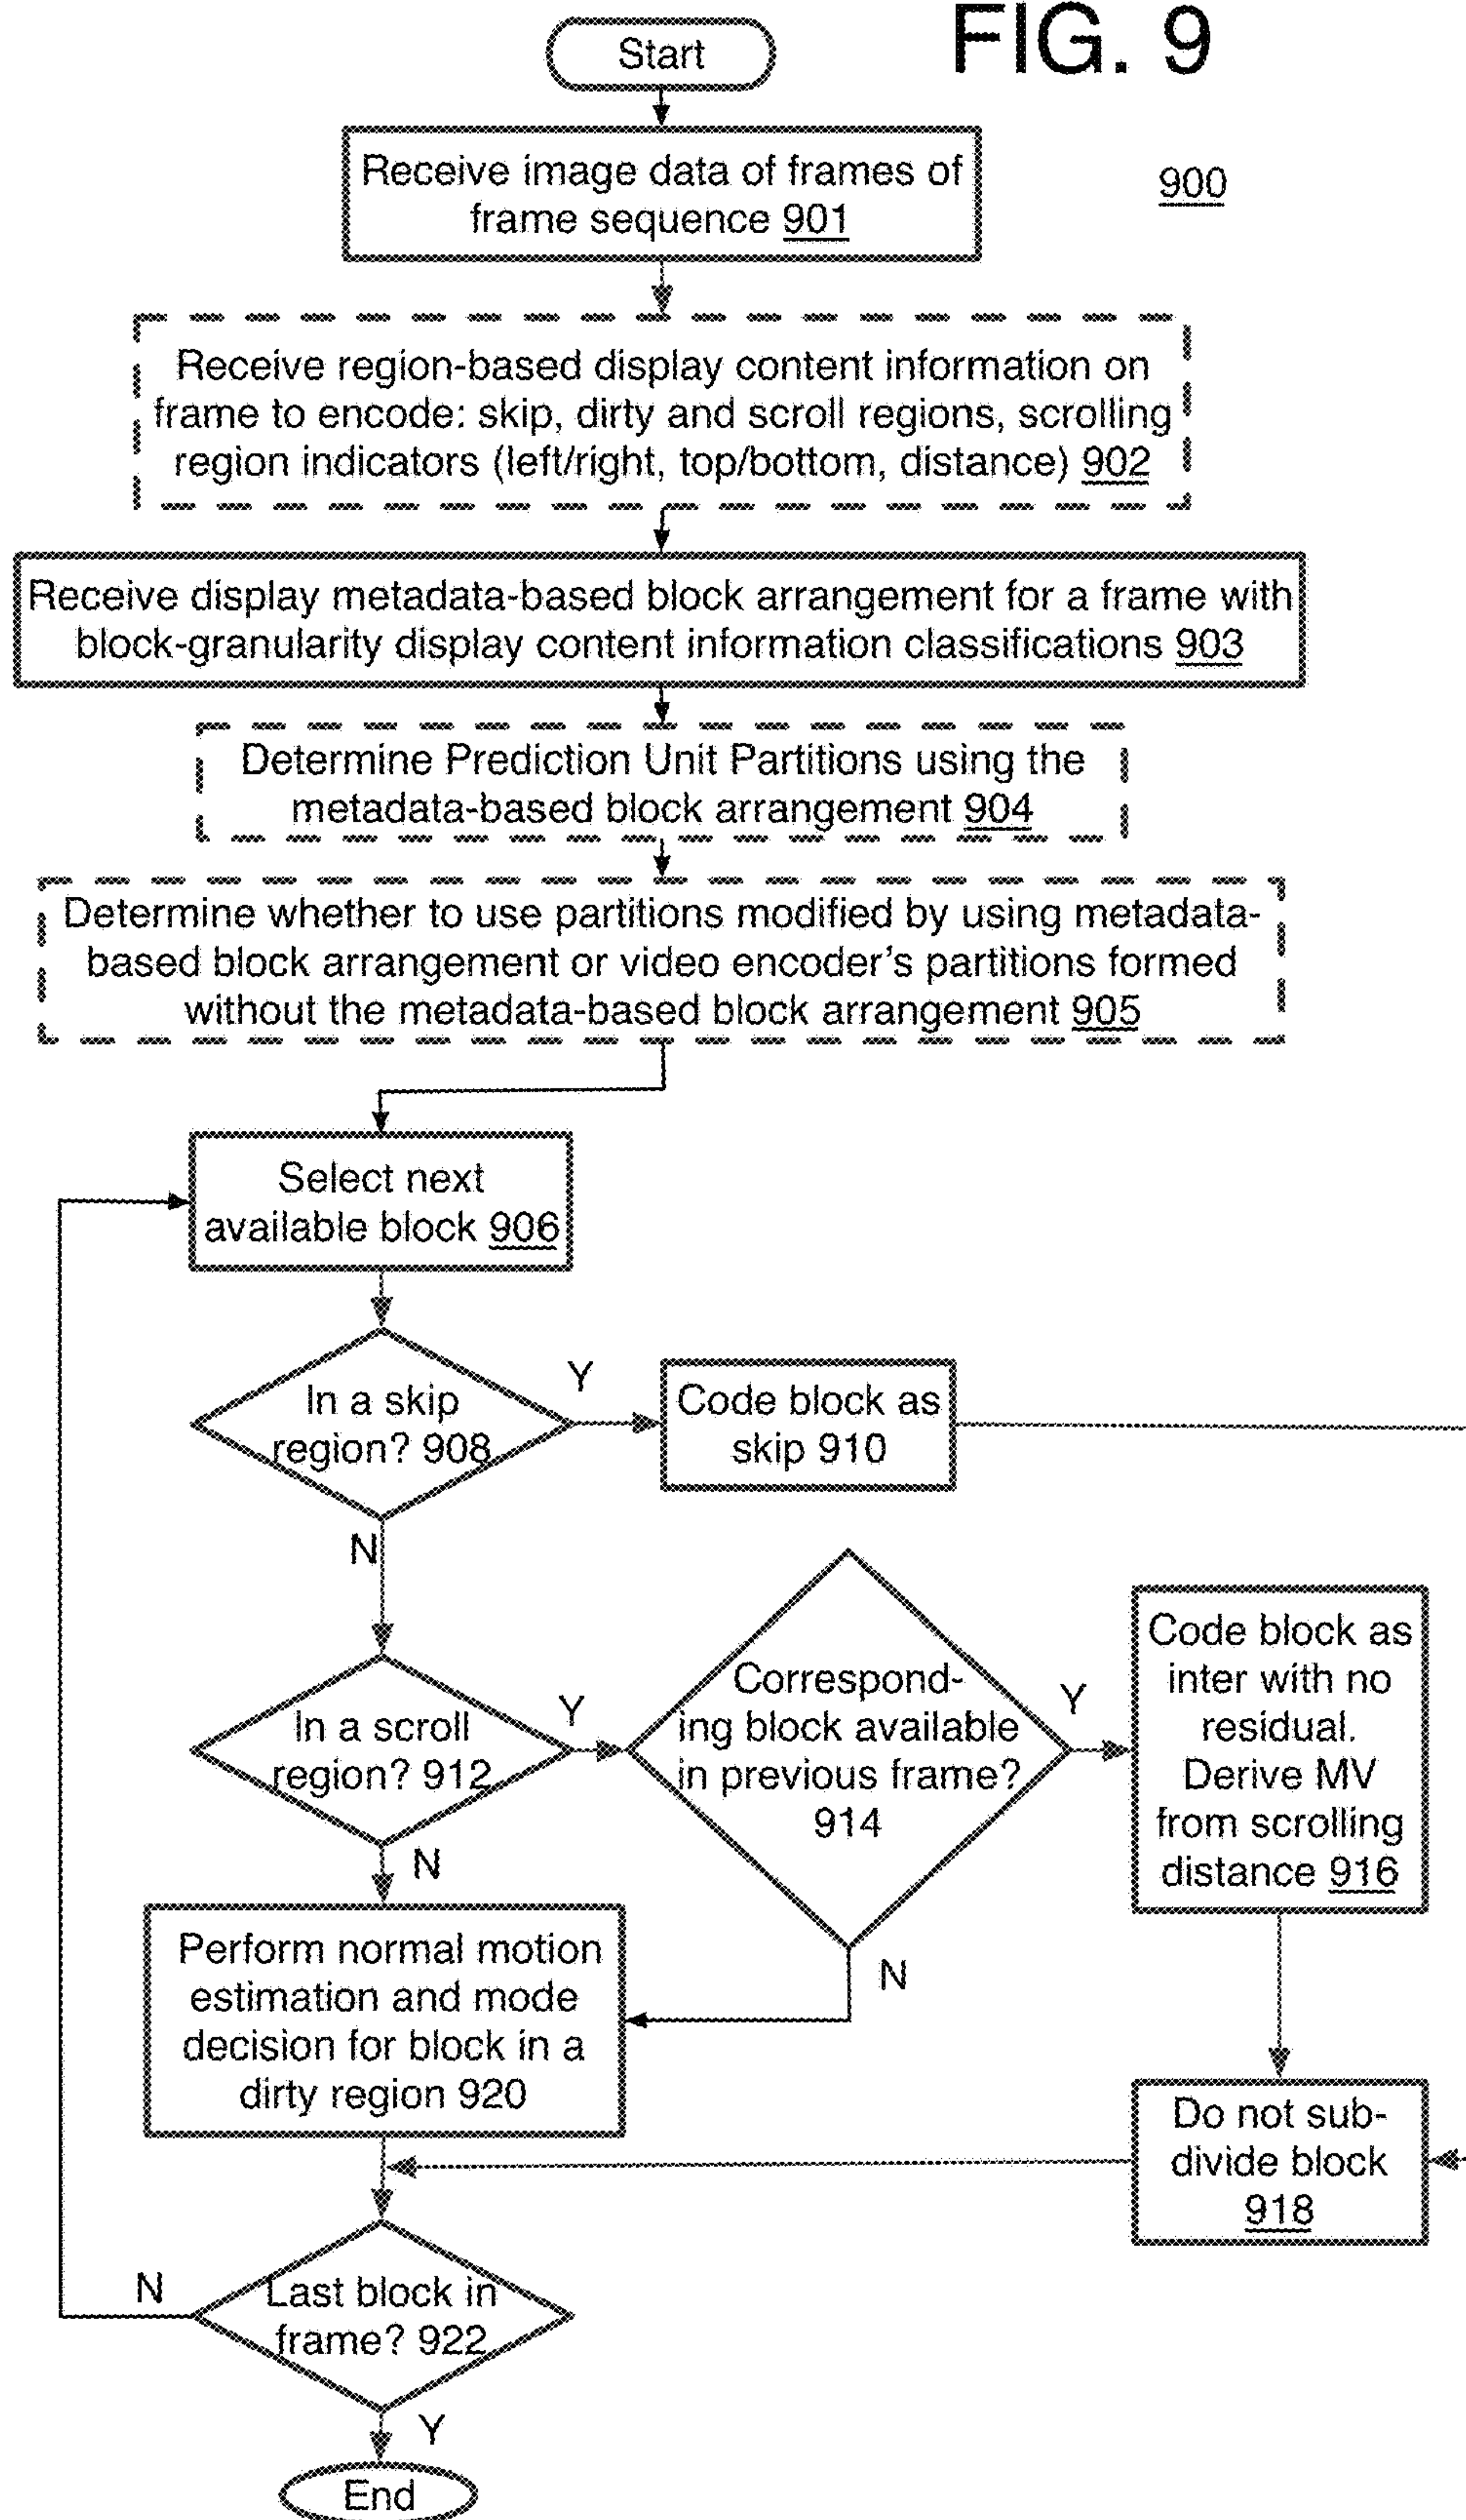 FIG. 9
Start
Receive image data of frames of
frame sequence 901
900
Receive region-based display content information on
frame to encode: skip, dirty and scroll regions, scrolling
region indicators (left/right, top/bottom, distance) 902
Receive display metadata-based block arrangement for a frame with
block-granularity display content information classifications 903
Determine Prediction Unit Partitions using the
metadata-based block arrangement 904
Determine whether to use partitions modified by using metadata-
based block arrangement or video encoder's partitions formed
without the metadata-based block arrangement 905
Select next
available block 906
In a skip
region? 908
Y
Code block as
skip 910
N
In a scroll
region? 912
Y
Correspond-
ing block available
in previous frame?
914
Y
Code block as
inter with no
residual.
Derive MV
from scrolling
distance 916
N
N
Perform normal motion
estimation and mode
decision for block in a
dirty region 920
Do not sub-
divide block
918
N
Last block in
frame? 922
Y
End